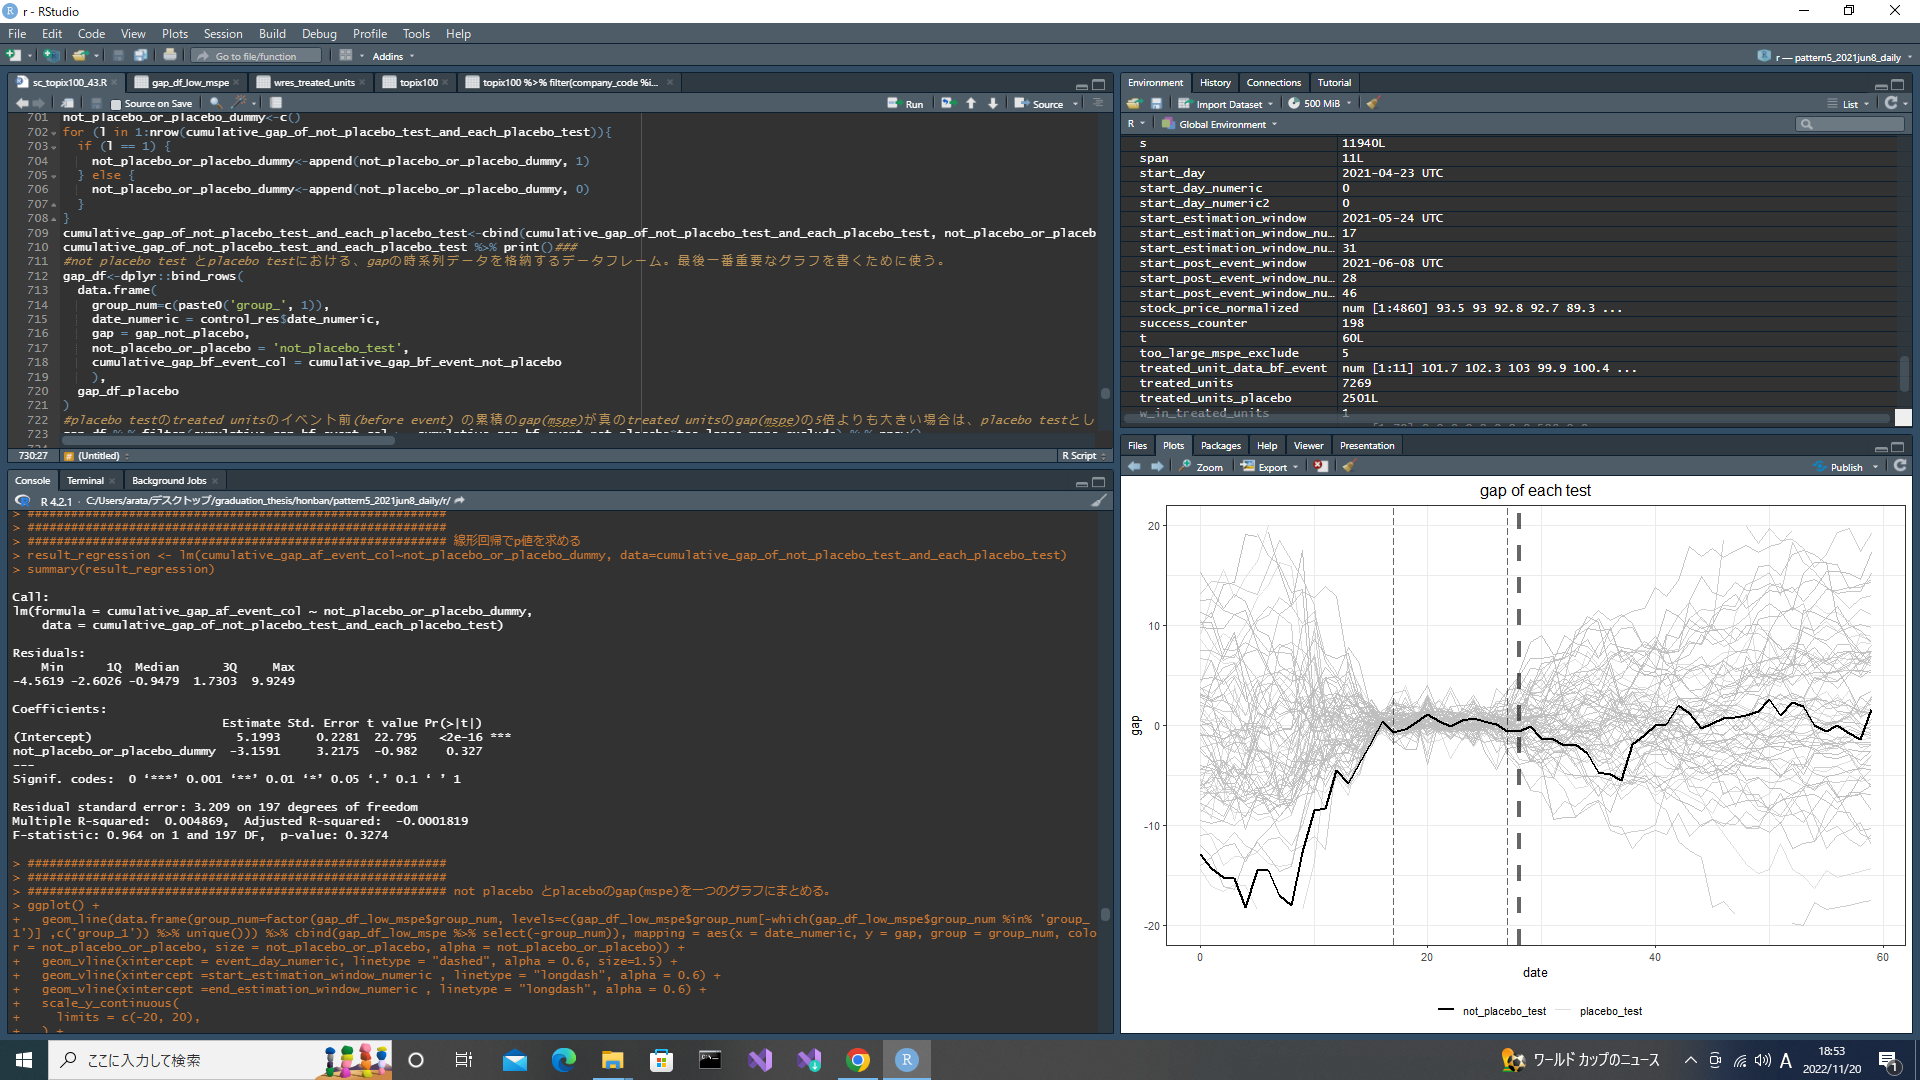 r - RStudio
File Edit Code View Plots Session Build Debug Profile Tools Help
Go to file/function Addins
r — pattern5_2021jun8_daily
sc_topix100_43.R gap_df_low_mspe wres_treated_units topix100 topix100 %>% filter(company_code %i...
Source on Save Run Source
701 not_placebo_or_placebo_dummy<-c()
702 for (l in 1:nrow(cumulative_gap_of_not_placebo_test_and_each_placebo_test)){
703 if (l == 1) {
704 not_placebo_or_placebo_dummy<-append(not_placebo_or_placebo_dummy, 1)
705 } else {
706 not_placebo_or_placebo_dummy<-append(not_placebo_or_placebo_dummy, 0)
707 }
708 }
709 cumulative_gap_of_not_placebo_test_and_each_placebo_test<-cbind(cumulative_gap_of_not_placebo_test_and_each_placebo_test, not_placebo_or_placeb
710 cumulative_gap_of_not_placebo_test_and_each_placebo_test %>% print()###
711 #not placebo test とplacebo testにおける、gapの時系列データを格納するデータフレーム。最後一番重要なグラフを書くために使う。
712 gap_df<-dplyr::bind_rows(
713 data.frame(
714 group_num=c(paste0('group_', 1)),
715 date_numeric = control_res$date_numeric,
716 gap = gap_not_placebo,
717 not_placebo_or_placebo = 'not_placebo_test',
718 cumulative_gap_bf_event_col = cumulative_gap_bf_event_not_placebo
719 ),
720 gap_df_placebo
721 )
722 #placebo testのtreated unitsのイベント前(before event) の累積のgap(mspe)が真のtreated unitsのgap(mspe)の5倍よりも大きい場合は、placebo testとし
723
730:27 (Untitled) R Script
Console Terminal Background Jobs
R 4.2.1 · C:/Users/arata/デスクトップ/graduation_thesis/honban/pattern5_2021jun8_daily/r/
> ##########################################################
> ##########################################################
> ########################################################## 線形回帰でp値を求める
> result_regression <- lm(cumulative_gap_af_event_col~not_placebo_or_placebo_dummy, data=cumulative_gap_of_not_placebo_test_and_each_placebo_test)
> summary(result_regression)
Call:
lm(formula = cumulative_gap_af_event_col ~ not_placebo_or_placebo_dummy,
data = cumulative_gap_of_not_placebo_test_and_each_placebo_test)
Residuals:
Min 1Q Median 3Q Max
-4.5619 -2.6026 -0.9479 1.7303 9.9249
Coefficients:
Estimate Std. Error t value Pr(>|t|)
(Intercept) 5.1993 0.2281 22.795 <2e-16 ***
not_placebo_or_placebo_dummy -3.1591 3.2175 -0.982 0.327
---
Signif. codes: 0 ‘***’ 0.001 ‘**’ 0.01 ‘*’ 0.05 ‘.’ 0.1 ‘ ’ 1
Residual standard error: 3.209 on 197 degrees of freedom
Multiple R-squared: 0.004869, Adjusted R-squared: -0.0001819
F-statistic: 0.964 on 1 and 197 DF, p-value: 0.3274
> ##########################################################
> ##########################################################
> ########################################################## not placebo とplaceboのgap(mspe)を一つのグラフにまとめる。
> ggplot() +
+ geom_line(data.frame(group_num=factor(gap_df_low_mspe$group_num, levels=c(gap_df_low_mspe$group_num[-which(gap_df_low_mspe$group_num %in% 'group_
1')] ,c('group_1')) %>% unique())) %>% cbind(gap_df_low_mspe %>% select(-group_num)), mapping = aes(x = date_numeric, y = gap, group = group_num, colo
r = not_placebo_or_placebo, size = not_placebo_or_placebo, alpha = not_placebo_or_placebo)) +
+ geom_vline(xintercept = event_day_numeric, linetype = "dashed", alpha = 0.6, size=1.5) +
+ geom_vline(xintercept =start_estimation_window_numeric , linetype = "longdash", alpha = 0.6) +
+ geom_vline(xintercept =end_estimation_window_numeric , linetype = "longdash", alpha = 0.6) +
+ scale_y_continuous(
+ limits = c(-20, 20),
+ ) +
Environment History Connections Tutorial
Import Dataset 500 MiB List
R Global Environment
s 11940L
span 11L
start_day 2021-04-23 UTC
start_day_numeric 0
start_day_numeric2 0
start_estimation_window 2021-05-24 UTC
start_estimation_window_nu... 17
start_estimation_window_nu... 31
start_post_event_window 2021-06-08 UTC
start_post_event_window_nu... 28
start_post_event_window_nu... 46
stock_price_normalized num [1:4860] 93.5 93 92.8 92.7 89.3 ...
success_counter 198
t 60L
too_large_mspe_exclude 5
treated_unit_data_bf_event num [1:11] 101.7 102.3 103 99.9 100.4 ...
treated_units 7269
treated_units_placebo 2501L
w_in_treated_units 1
Files Plots Packages Help Viewer Presentation
Zoom Export Publish
gap of each test
20
10
0
-10
-20
gap
0 20 40 60
date
not_placebo_test placebo_test
ここに入力して検索
R
ワールド カップのニュース
A
18:53
2022/11/20
1